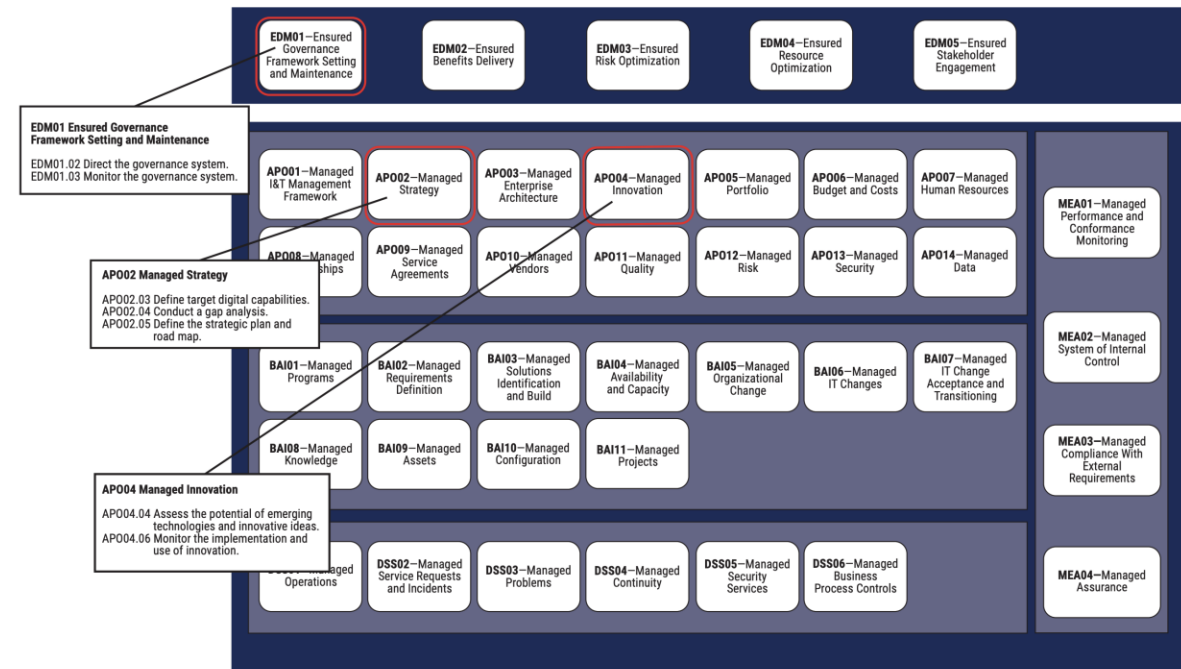 EDM01–Ensured
Governance
Framework Setting
and Maintenance
EDM02–Ensured
Benefits Delivery
EDM03–Ensured
Risk Optimization
EDM04–Ensured
Resource
Optimization
EDM05–Ensured
Stakeholder
Engagement
EDM01 Ensured Governance
Framework Setting and Maintenance
EDM01.02 Direct the governance system.
EDM01.03 Monitor the governance system.
APO01–Managed
I&T Management
Framework
APO02–Managed
Strategy
APO03–Managed
Enterprise
Architecture
APO04–Managed
Innovation
APO05–Managed
Portfolio
APO06–Managed
Budget and Costs
APO07–Managed
Human Resources
APO08–Managed
APO09–Managed
Service
Agreements
APO10–Managed
Vendors
APO11–Managed
Quality
APO12–Managed
Risk
APO13–Managed
Security
APO14–Managed
Data
APO02 Managed Strategy
APO02.03 Define target digital capabilities.
APO02.04 Conduct a gap analysis.
APO02.05 Define the strategic plan and
road map.
BAI01–Managed
Programs
BAI02–Managed
Requirements
Definition
BAI03–Managed
Solutions
Identification
and Build
BAI04–Managed
Availability
and Capacity
BAI05–Managed
Organizational
Change
BAI06–Managed
IT Changes
BAI07–Managed
IT Change
Acceptance and
Transitioning
BAI08–Managed
Knowledge
BAI09–Managed
Assets
BAI10–Managed
Configuration
BAI11–Managed
Projects
APO04 Managed Innovation
APO04.04 Assess the potential of emerging
technologies and innovative ideas.
APO04.06 Monitor the implementation and
use of innovation.
Operations
DSS02–Managed
Service Requests
and Incidents
DSS03–Managed
Problems
DSS04–Managed
Continuity
DSS05–Managed
Security
Services
DSS06–Managed
Business
Process Controls
MEA01–Managed
Performance and
Conformance
Monitoring
MEA02–Managed
System of Internal
Control
MEA03–Managed
Compliance With
External
Requirements
MEA04–Managed
Assurance